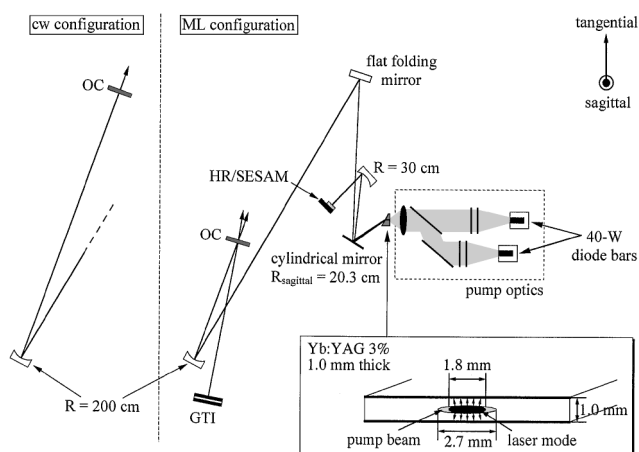 cw configuration
ML configuration
tangential
sagittal
OC
flat folding
mirror
R = 30 cm
HR/SESAM
OC
cylindrical mirror
R sagittal = 20.3 cm
40-W
diode bars
pump optics
R = 200 cm
GTI
Yb:YAG 3%
1.0 mm thick
1.8 mm
1.0 mm
pump beam
laser mode
2.7 mm